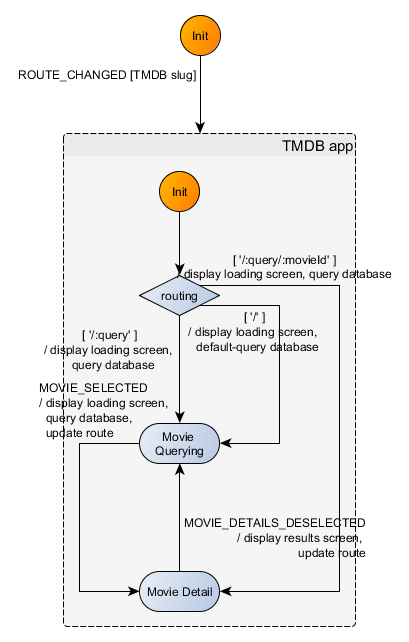 Init
ROUTE_CHANGED [TMDB slug]
TMDB app
Init
[ '/:query/:movieId' ]
/ display loading screen, query database
routing
[ '/' ]
/ display loading screen,
default-query database
[ '/:query' ]
/ display loading screen,
query database
MOVIE_SELECTED
/ display loading screen,
query database,
update route
Movie
Querying
MOVIE_DETAILS_DESELECTED
/ display results screen,
update route
Movie Detail